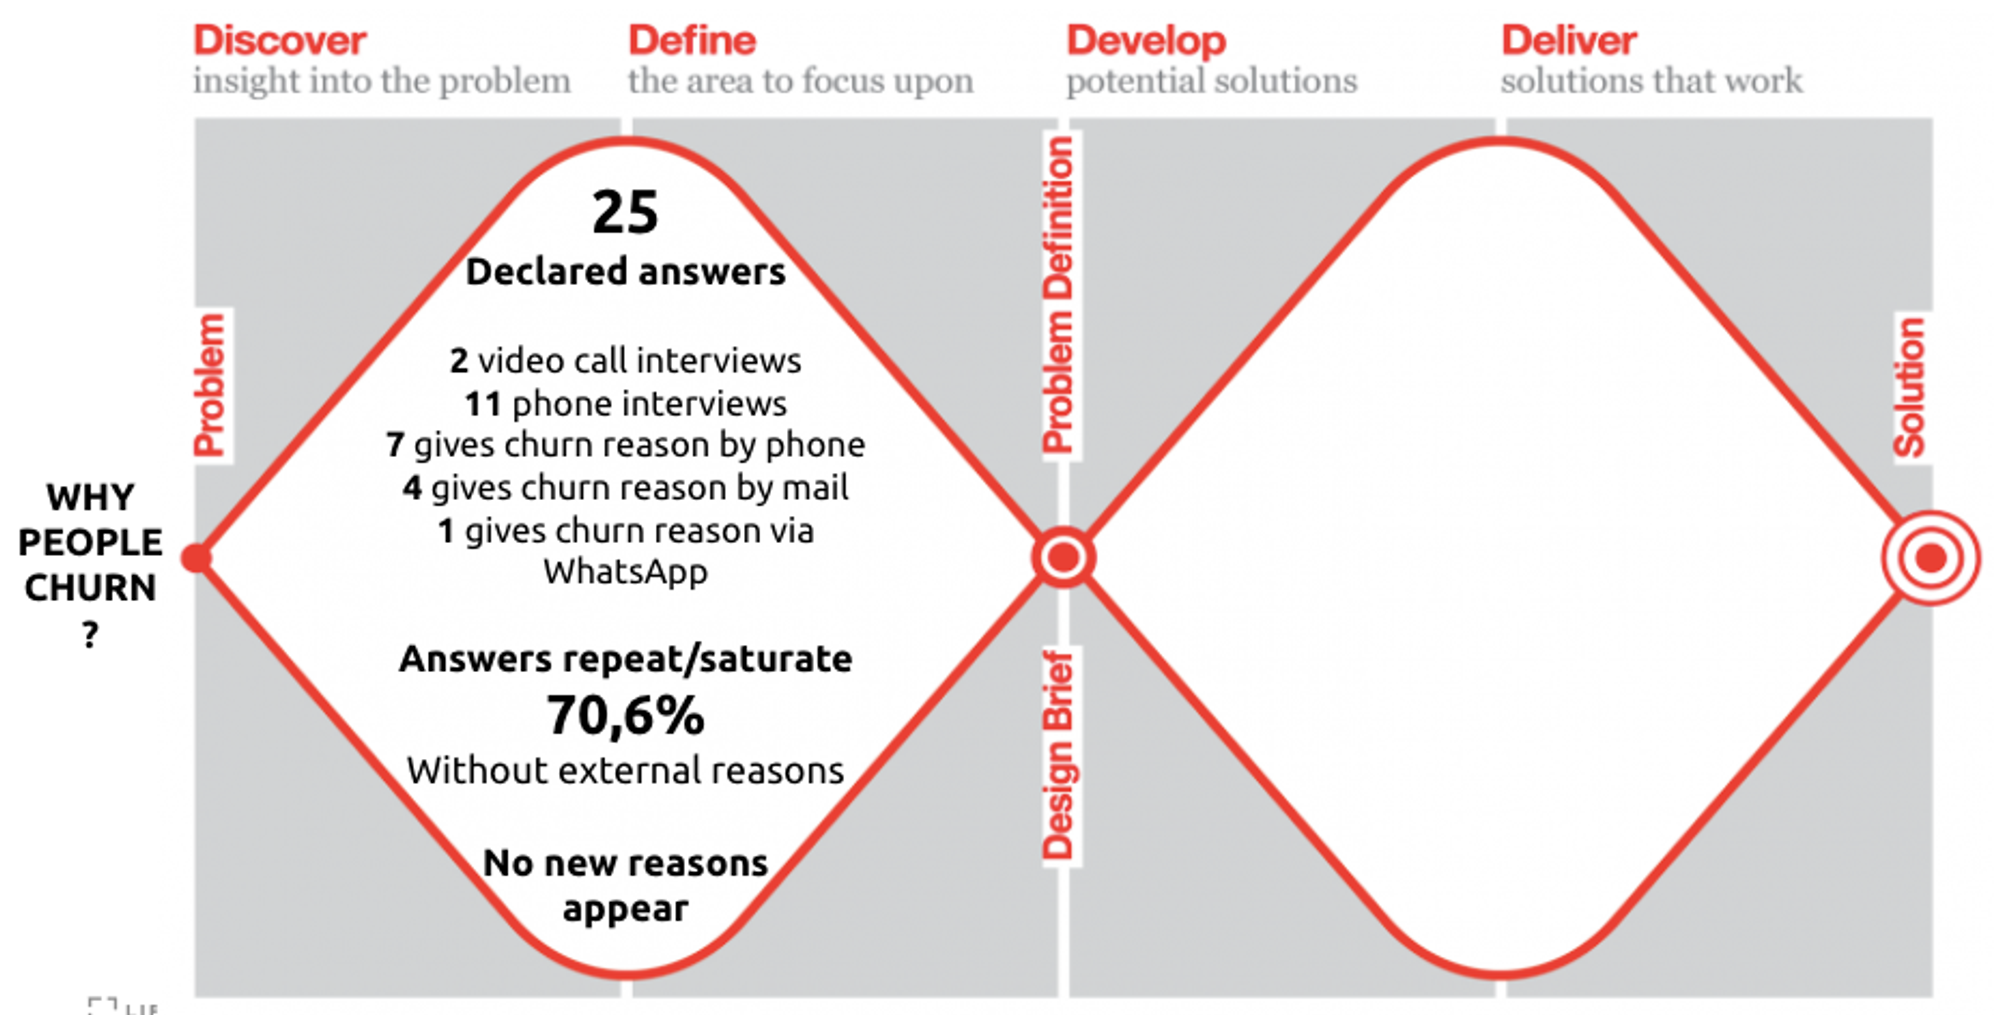 Discover
insight into the problem
Define
the area to focus upon
Develop
potential solutions
Deliver
solutions that work
WHY
PEOPLE
CHURN
?
Problem
25
Declared answers
2 video call interviews
11 phone interviews
7 gives churn reason by phone
4 gives churn reason by mail
1 gives churn reason via
WhatsApp
Answers repeat/saturate
70,6%
Without external reasons
No new reasons
appear
Problem Definition
Design Brief
Solution